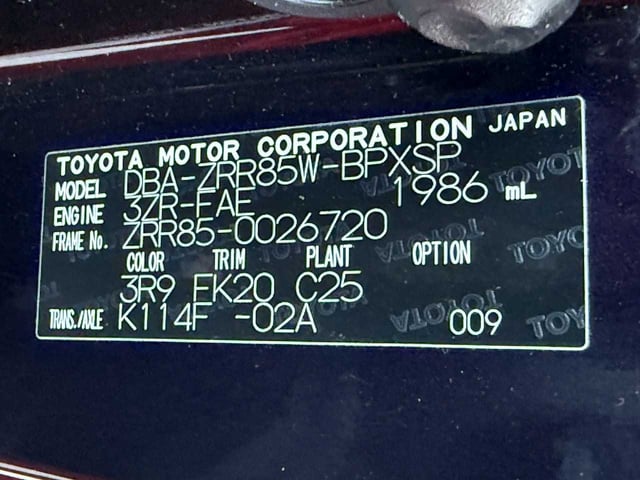 TOYOTA MOTOR CORPORATION JAPAN
MODEL DBA-ZRR85W-BPXSP
ENGINE 3ZR-FAE 1986 mL
FRAME No. ZRR85-0026720
COLOR TRIM PLANT OPTION
3R9 FK20 C25
TRANS./AXLE K114F -02A 009